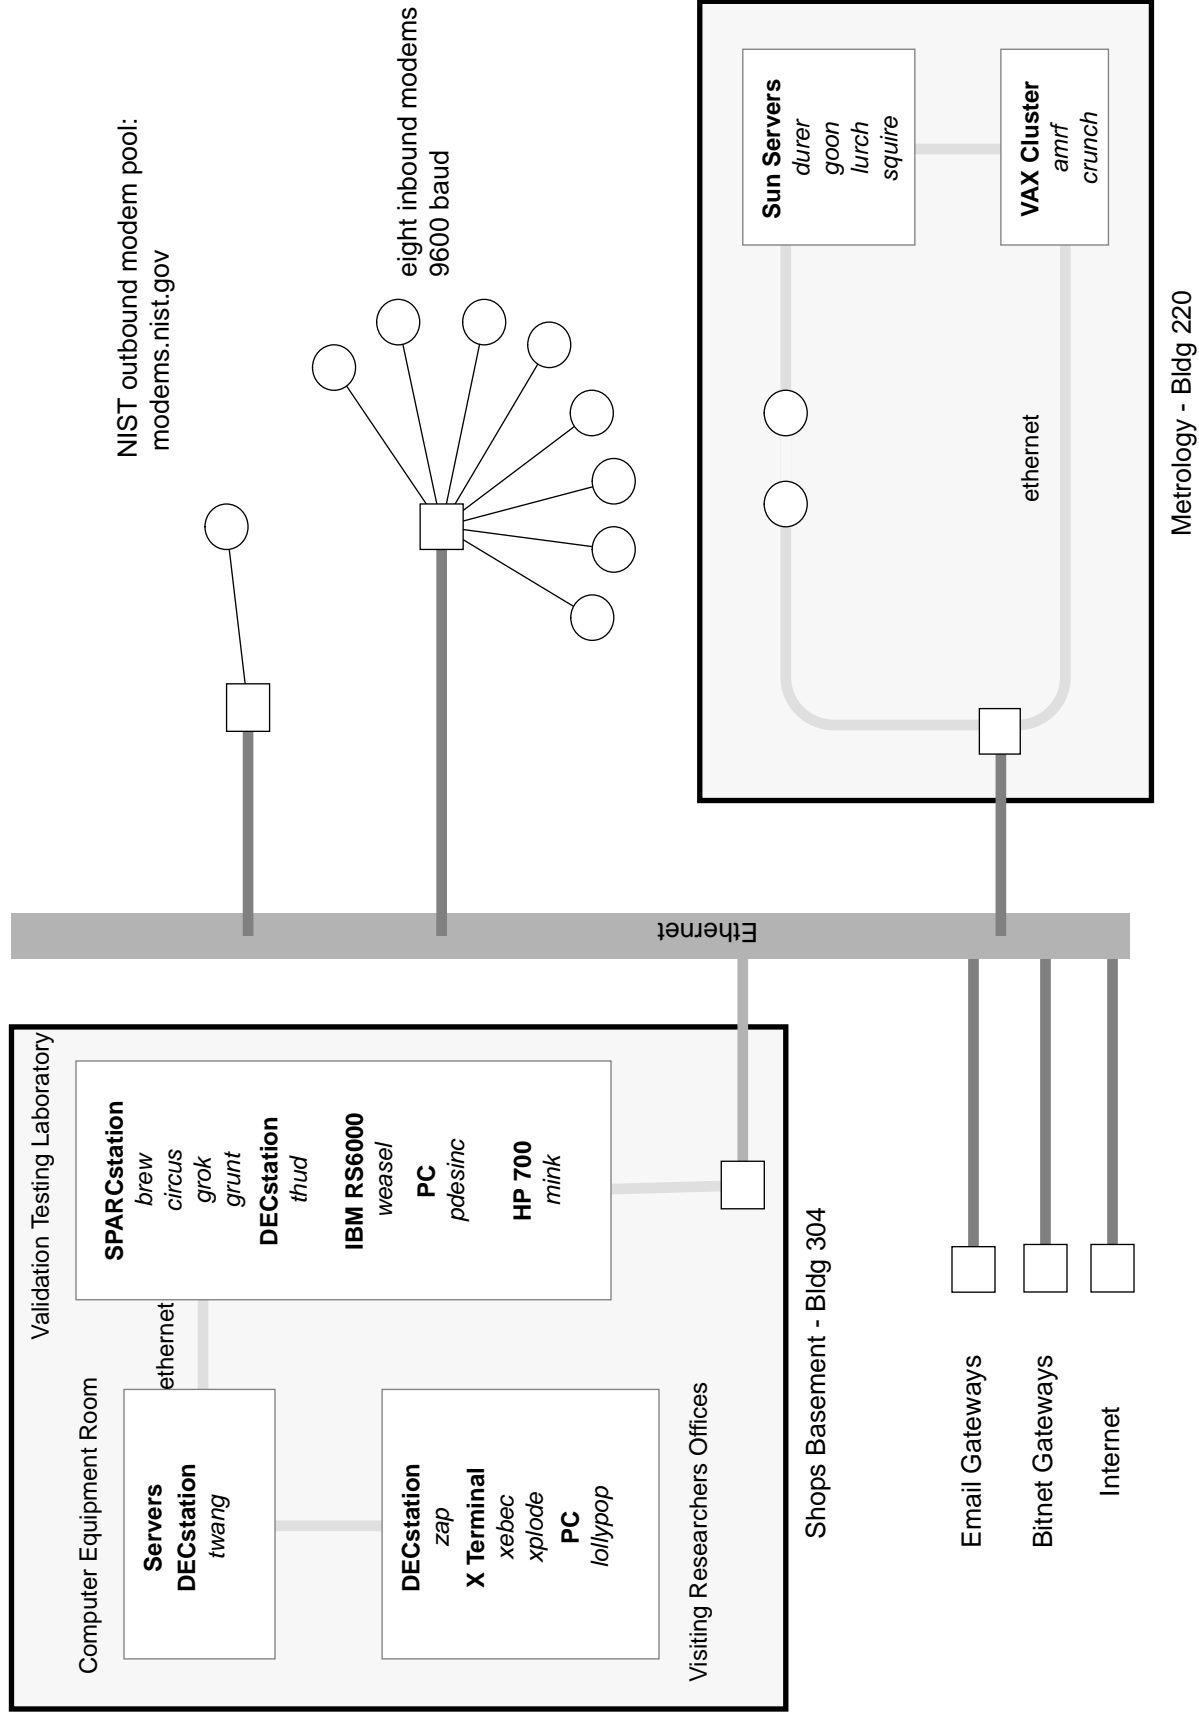 Validation Testing Laboratory
SPARCstation
brew
circus
grok
grunt
DECstation
thud
IBM RS6000
weasel
PC
pdesinc
HP 700
mink
Computer Equipment Room
Servers
DECstation
twang
ethernet
DECstation
zap
X Terminal
xebec
xplode
PC
lollypop
Visiting Researchers Offices
Shops Basement - Bldg 304
Email Gateways
Bitnet Gateways
Internet
Ethernet
NIST outbound modem pool:
modems.nist.gov
eight inbound modems
9600 baud
Sun Servers
durer
goon
lurch
squire
VAX Cluster
amrf
crunch
ethernet
Metrology - Bldg 220